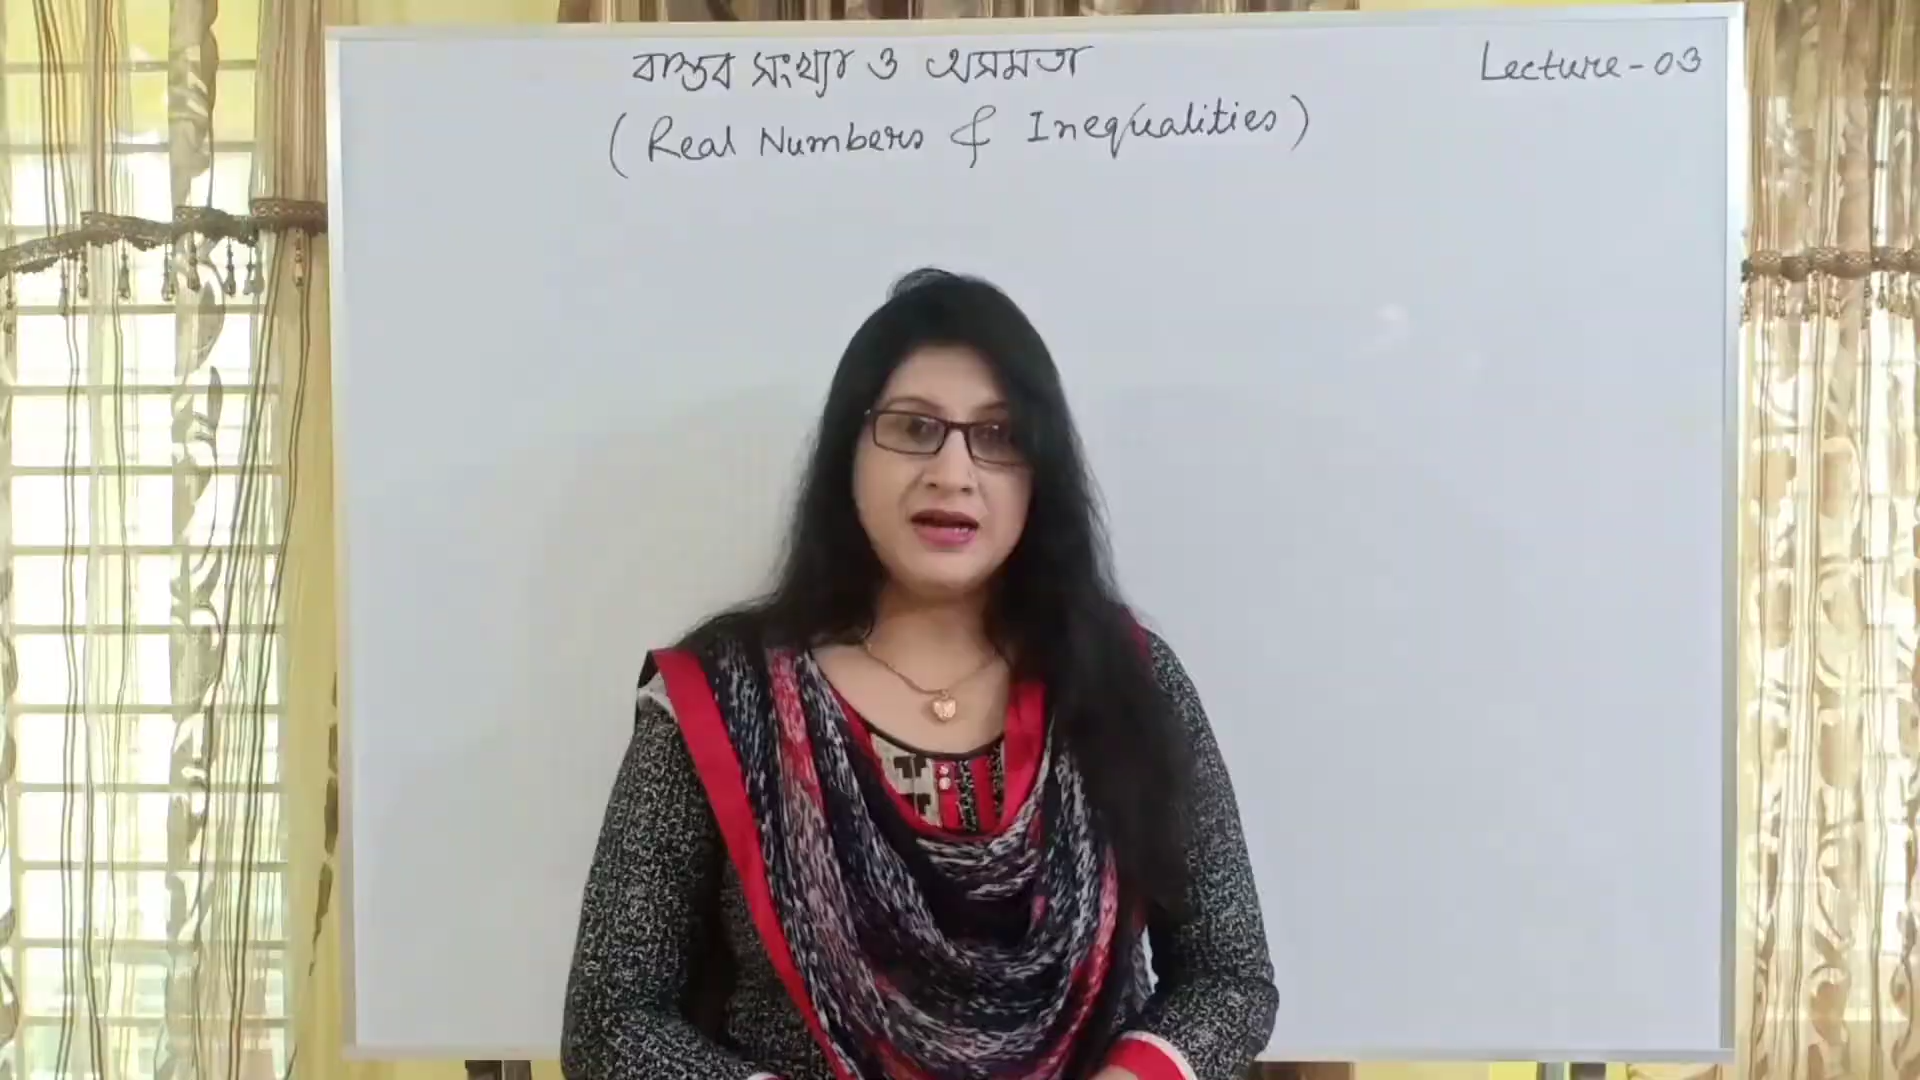 বাস্তব সংখ্যা ও অসমতা
Lecture-03
(Real Numbers & Inequalities)